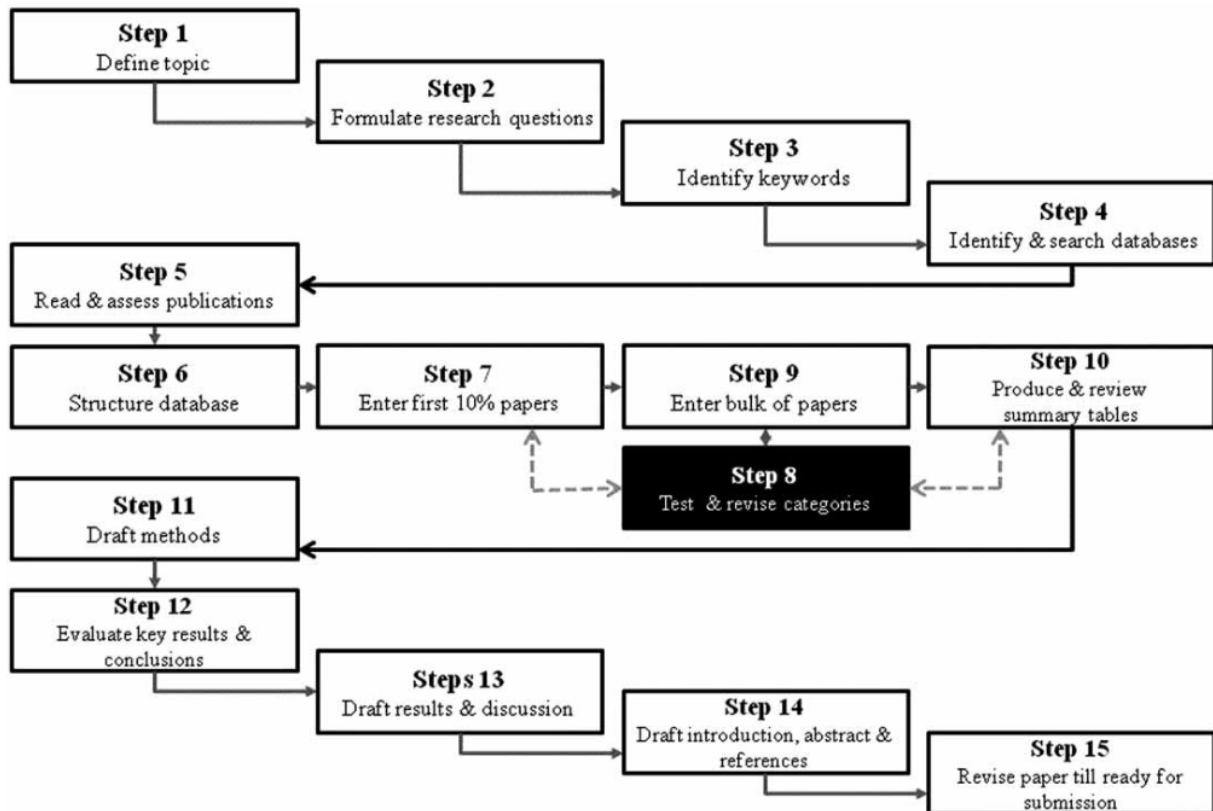 Step 1
Define topic
Step 2
Formulate research questions
Step 3
Identify keywords
Step 4
Identify & search databases
Step 5
Read & assess publications
Step 6
Structure database
Step 7
Enter first 10% papers
Step 9
Enter bulk of papers
Step 10
Produce & review
summary tables
Step 8
Test & revise categories
Step 11
Draft methods
Step 12
Evaluate key results &
conclusions
Steps 13
Draft results & discussion
Step 14
Draft introduction, abstract &
references
Step 15
Revise paper till ready for
submission